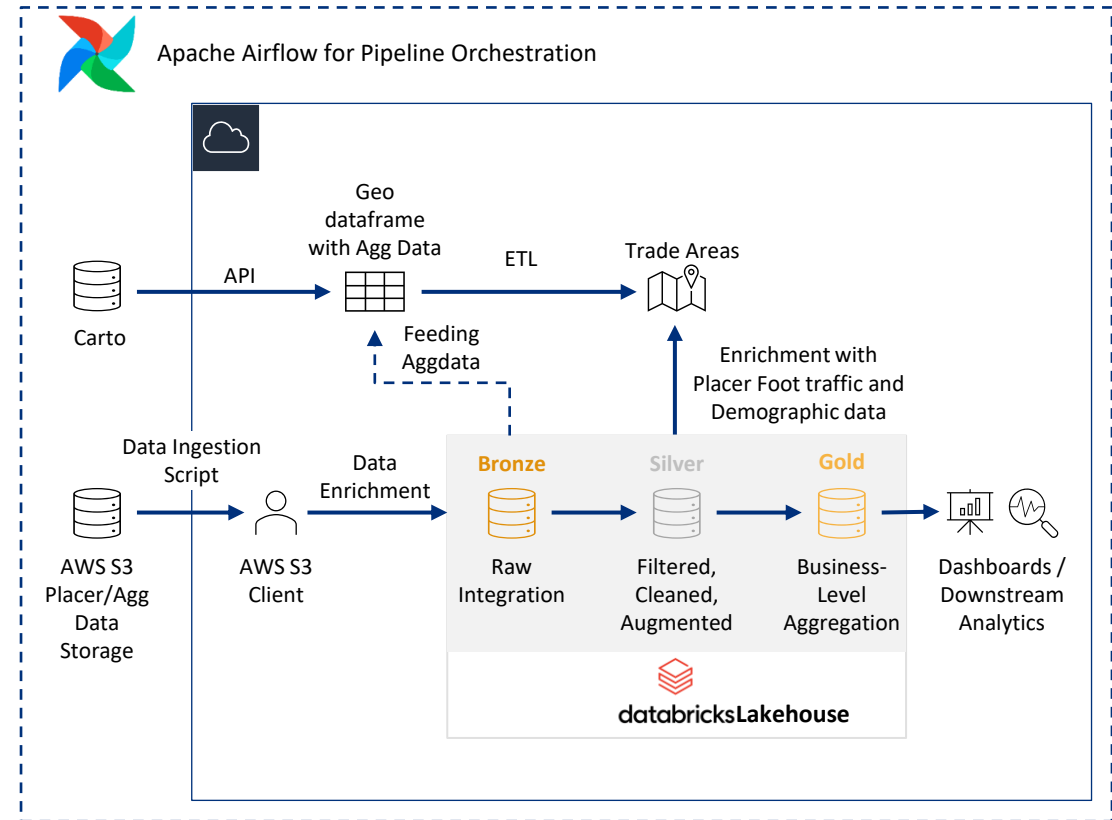 Apache Airflow for Pipeline Orchestration
Geo
dataframe
with Agg Data
API
ETL
Trade Areas
Carto
Feeding
Aggdata
Enrichment with
Placer Foot traffic and
Demographic data
Data Ingestion
Script
Data
Enrichment
Bronze
Silver
Gold
AWS S3
Placer/Agg
Data
Storage
AWS S3
Client
Raw
Integration
Filtered,
Cleaned,
Augmented
Business-
Level
Aggregation
Dashboards /
Downstream
Analytics
databricksLakehouse